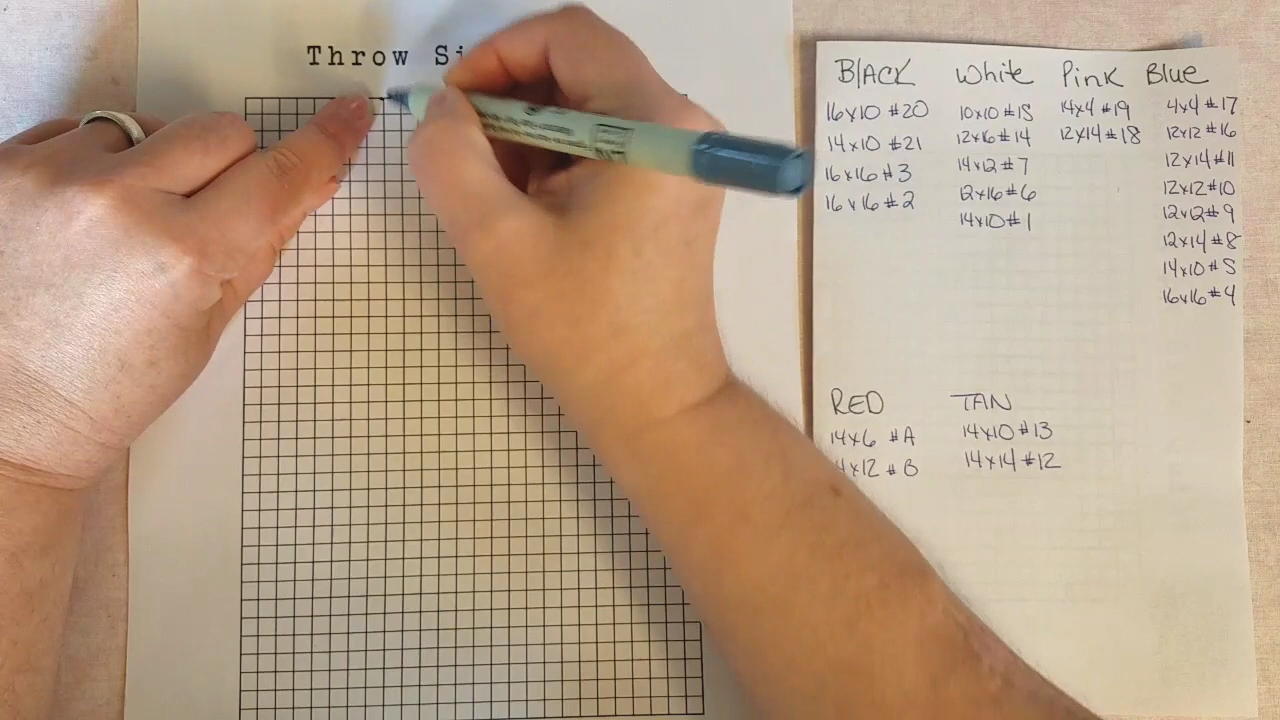 Throw Si
BLACK White Pink Blue
16x10 #20 10x10 #15 14x4 #19 4x4 #17
14x10 #21 12x16 #14 12x14 #18 12x12 #16
16x16 #3 14x12 #7 12x14 #11
16x16 #2 12x16 #6 12x12 #10
14x10 #1 12x12 #9
12x14 #8
14x10 #5
16x16 #4
RED TAN
14x6 #A 14x10 #13
4x12 #B 14x14 #12